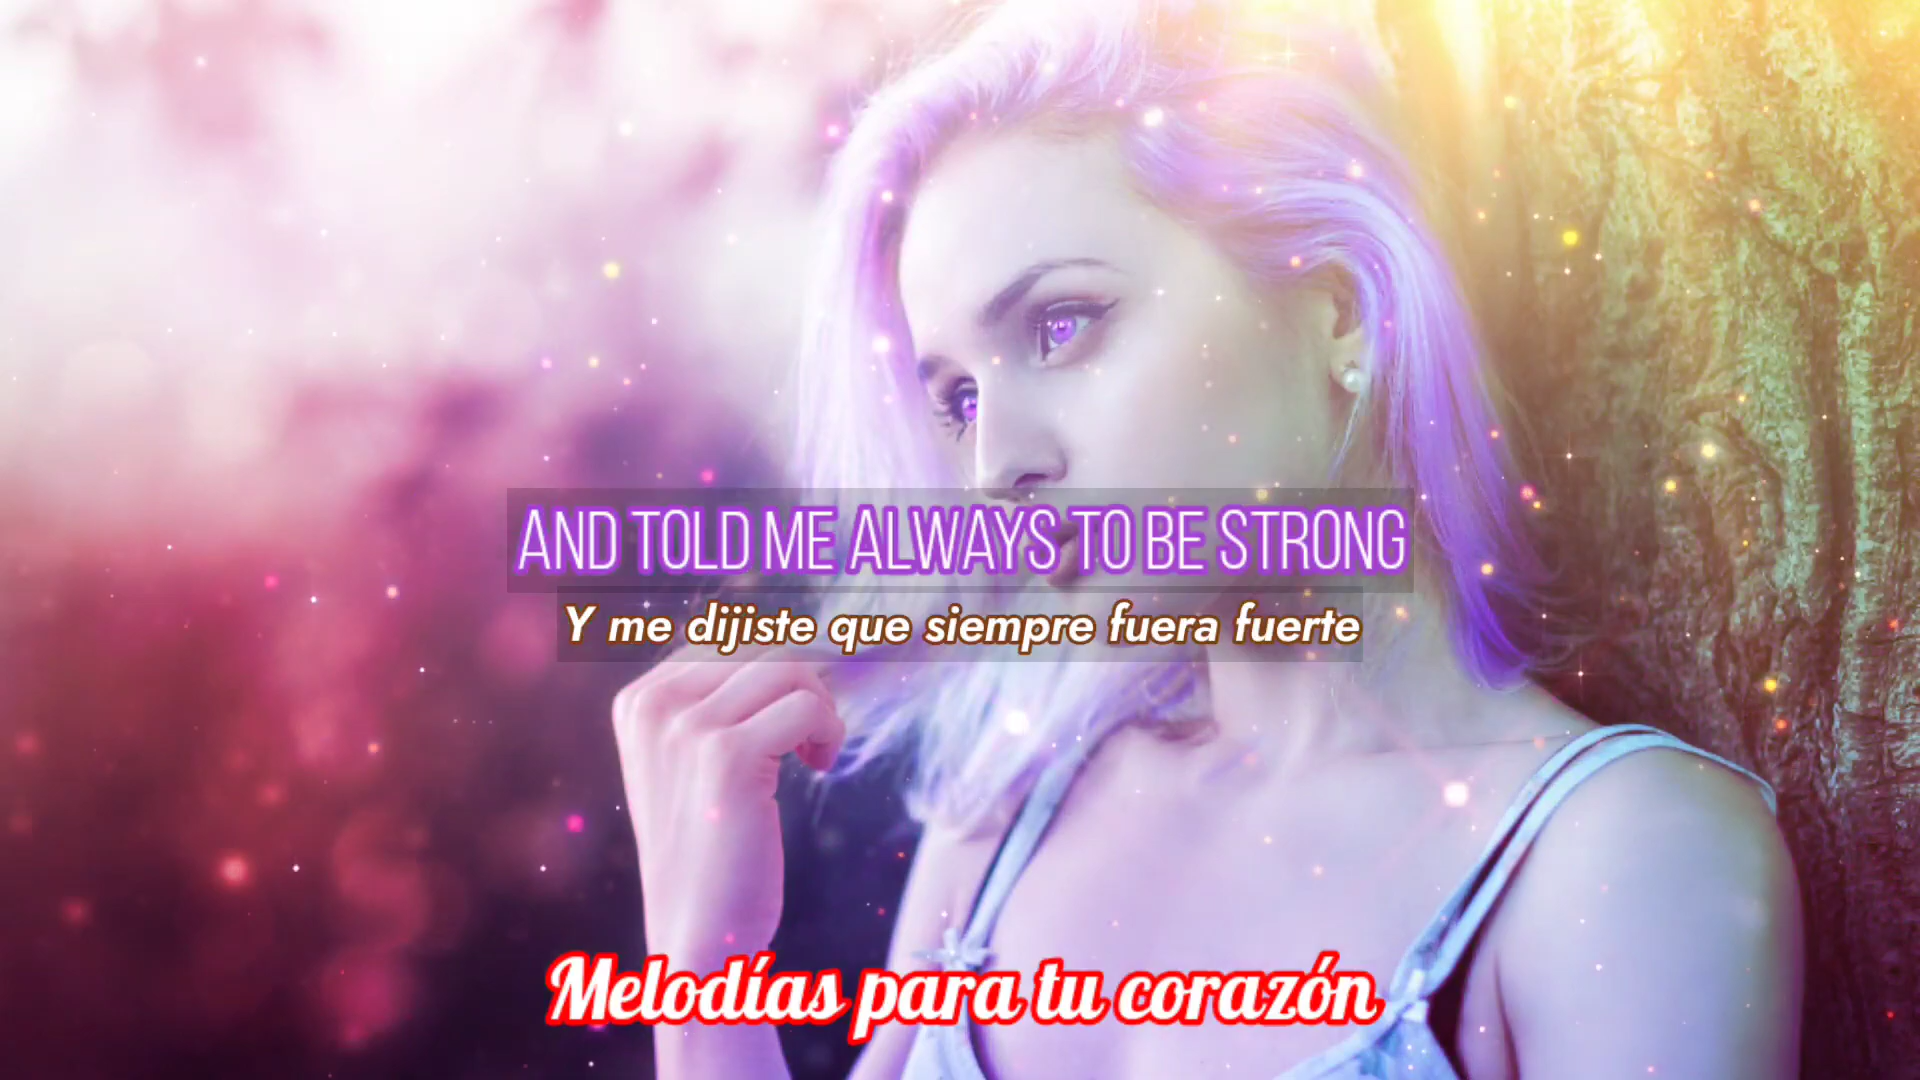 AND TOLD ME ALWAYS TO BE STRONG
Y me dijiste que siempre fuera fuerte
Melodías para tu corazón